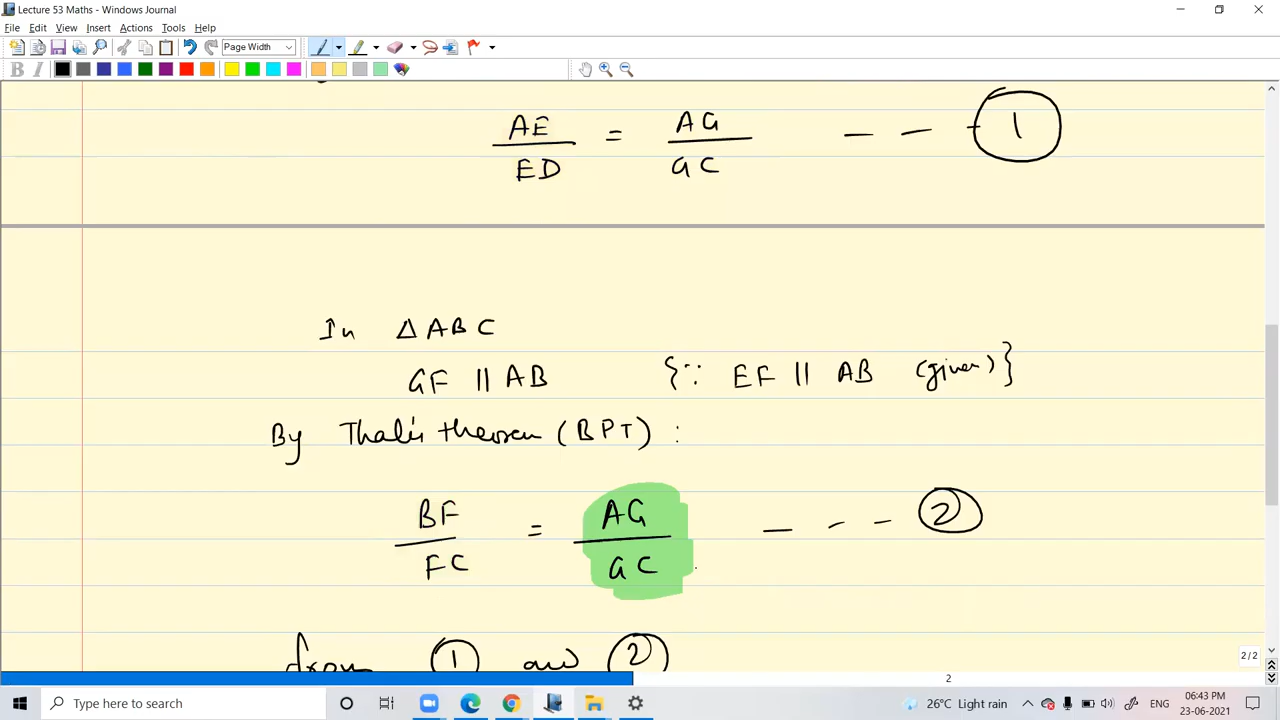 Lecture 53 Maths - Windows Journal
File Edit View Insert Actions Tools Help
Page Width
B I
AE / ED = AG / GC - - - 1
In Δ ABC
GF || AB {∵ EF || AB (given)}
By Thale's theorem (BPT) :
BF / FC = AG / GC - - - 2
from 1 and 2
2/2
2
Type here to search
26°C Light rain
ENG
06:43 PM
23-06-2021